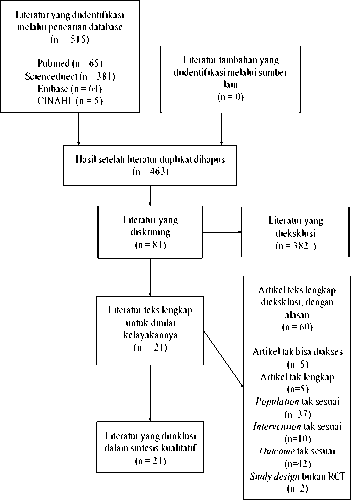 Literatur yang diidentifikasi
melalui pencarian database
(n = 515)
Pubmed (n = 65)
Sciencedirect (n = 381)
Embase (n = 64)
CINAHL (n = 5)
Literatur tambahan yang
diidentifikasi melalui sumber
lain
(n = 0)
Hasil setelah literatur duplikat dihapus
(n = 463)
Literatur yang
diskrining
(n = 81)
Literatur yang
dieksklusi
(n = 382)
Literatur teks lengkap
untuk dinilai
kelayakannya
(n = 21)
Artikel teks lengkap
dieksklusi, dengan
alasan
(n = 60)
Artikel tak bisa diakses
(n=5)
Artikel tak lengkap
(n=5)
Population tak sesuai
(n=37)
Intervention tak sesuai
(n=10)
Outcome tak sesuai
(n=42)
Study design bukan RCT
(n=2)
Literatur yang diinklusi
dalam sintesis kualitatif
(n = 21)